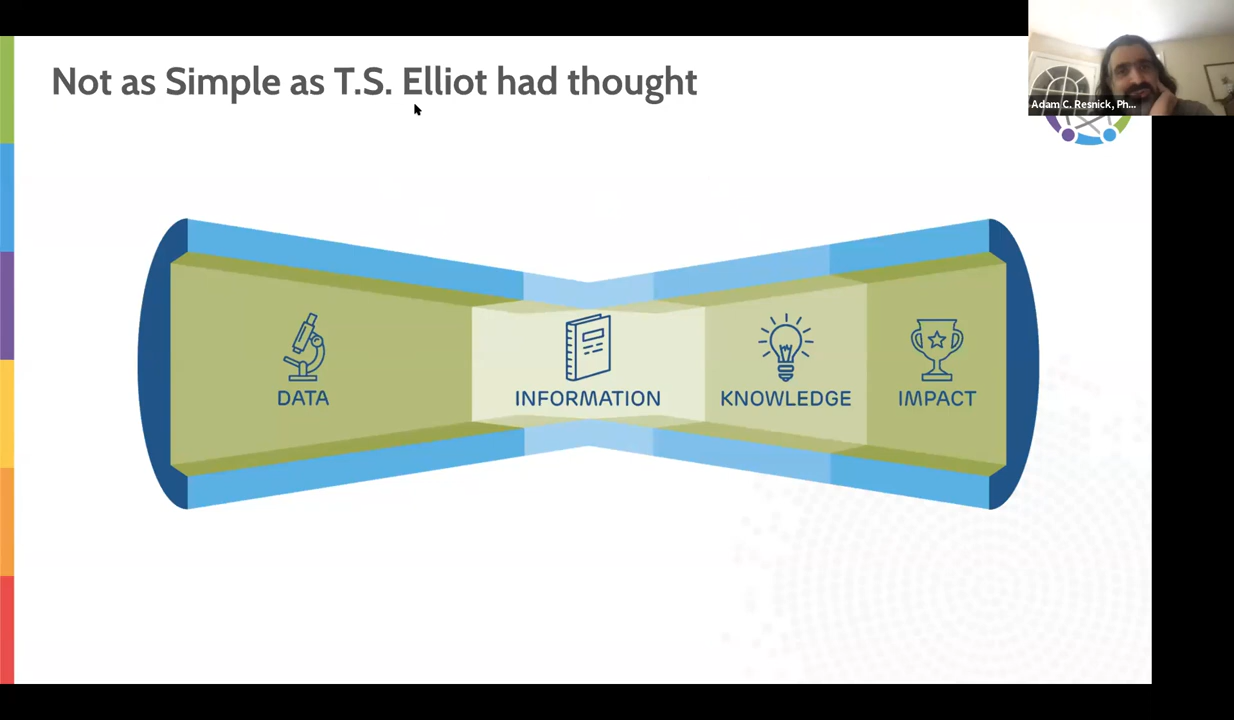 Not as Simple as T.S. Elliot had thought
Adam C. Resnick, Ph...
DATA
INFORMATION
KNOWLEDGE
IMPACT